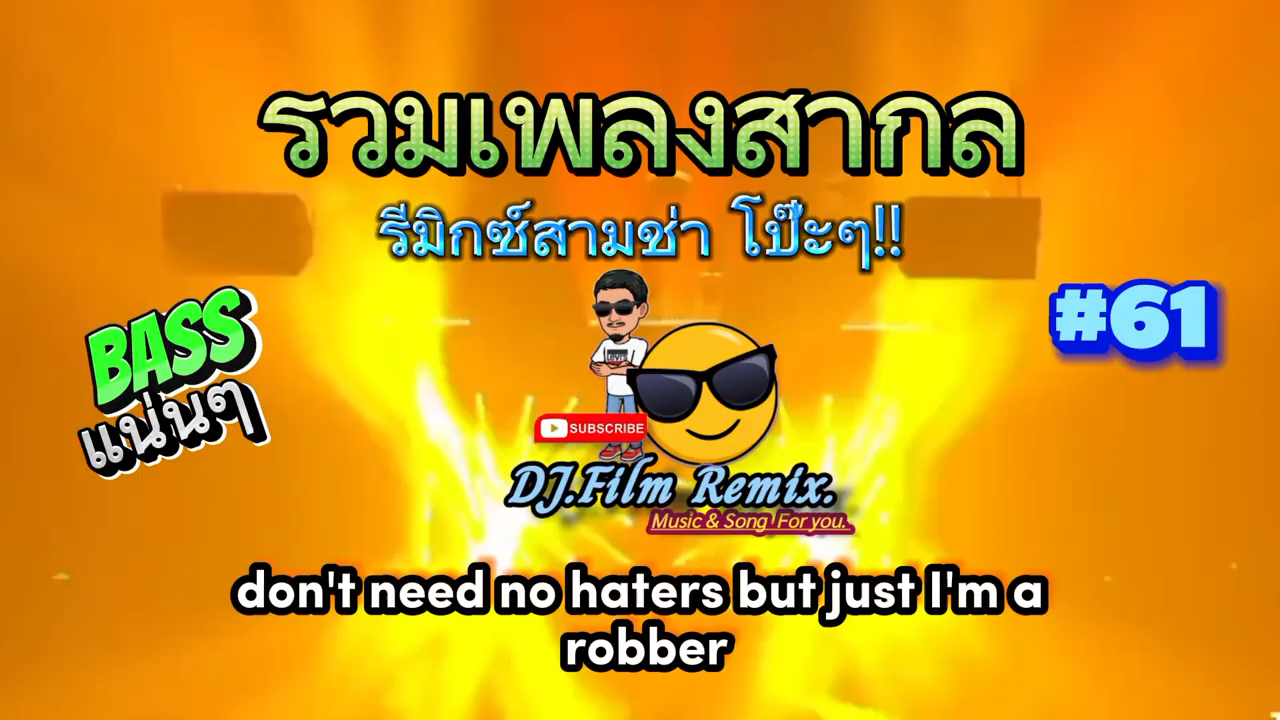 รวมเพลงสากล
รีมิกซ์สามช่า โป๊ะๆ!!
#61
BASS
แน่นๆ
LEVI'S
SUBSCRIBE
DJ.Film Remix.
Music & Song For you.
don't need no haters but just I'm a
robber